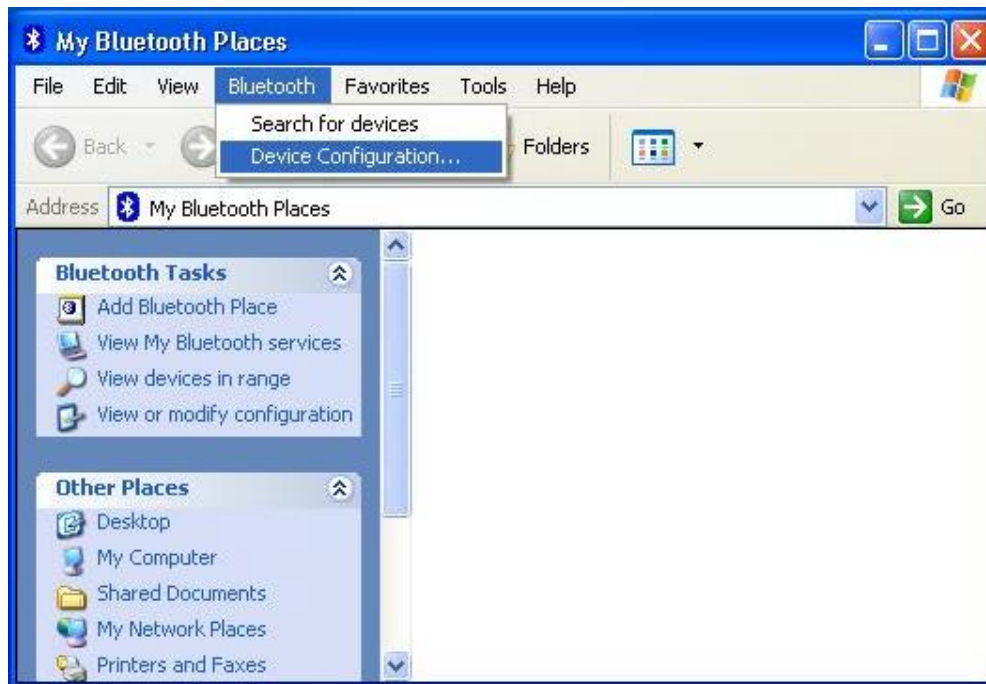 My Bluetooth Places
File Edit View Bluetooth Favorites Tools Help
Search for devices
Device Configuration...
Back Folders
Address My Bluetooth Places Go
Bluetooth Tasks
Add Bluetooth Place
View My Bluetooth services
View devices in range
View or modify configuration
Other Places
Desktop
My Computer
Shared Documents
My Network Places
Printers and Faxes